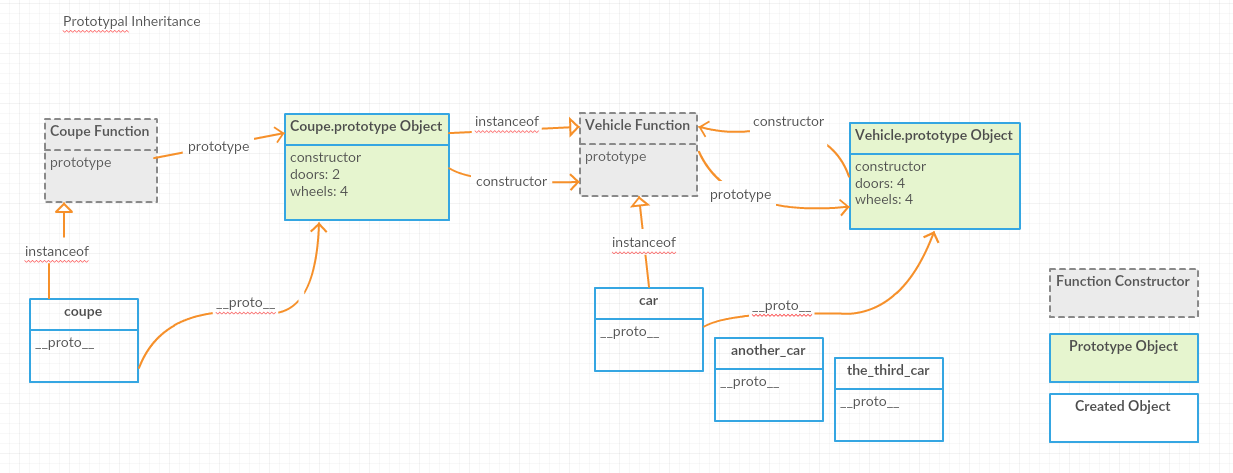 Prototypal Inheritance
Coupe Function
prototype
prototype
Coupe.prototype Object
constructor
doors: 2
wheels: 4
instanceof
constructor
Vehicle Function
prototype
constructor
prototype
Vehicle.prototype Object
constructor
doors: 4
wheels: 4
instanceof
coupe
__proto__
__proto__
instanceof
car
__proto__
__proto__
another_car
__proto__
the_third_car
__proto__
Function Constructor
Prototype Object
Created Object